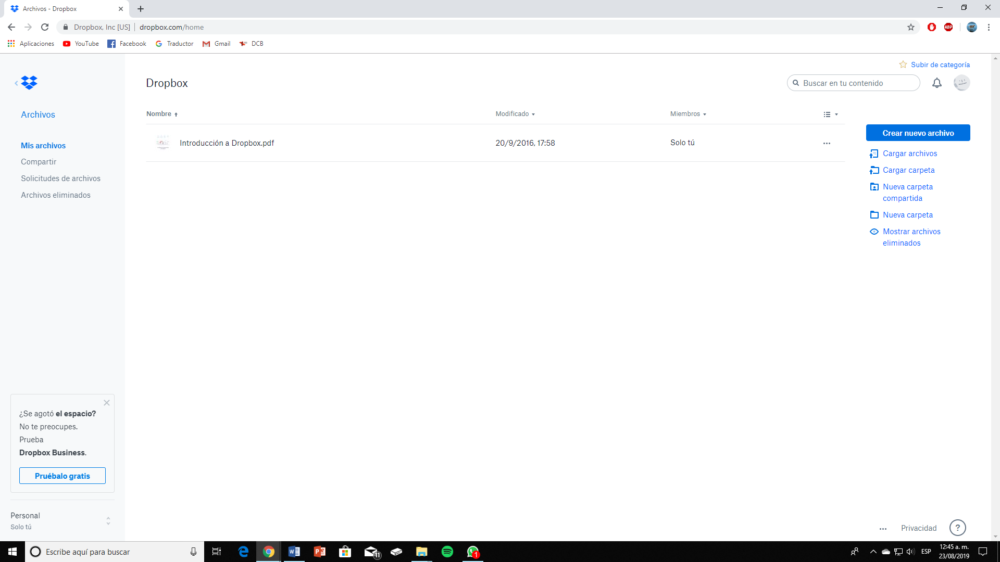 Archivos - Dropbox
Dropbox, Inc [US] dropbox.com/home
ABP
Aplicaciones YouTube Facebook Traductor Gmail DCB
Subir de categoría
Dropbox
Buscar en tu contenido
Archivos
Nombre Modificado Miembros
Crear nuevo archivo
Introducción a Dropbox.pdf 20/9/2016, 17:58 Solo tú
Mis archivos
Compartir
Solicitudes de archivos
Archivos eliminados
Cargar archivos
Cargar carpeta
Nueva carpeta
compartida
Nueva carpeta
Mostrar archivos
eliminados
¿Se agotó el espacio?
No te preocupes.
Prueba
Dropbox Business.
Pruébalo gratis
Personal
Solo tú
Privacidad ?
Escribe aquí para buscar
11
1
ESP
12:45 a. m.
23/08/2019